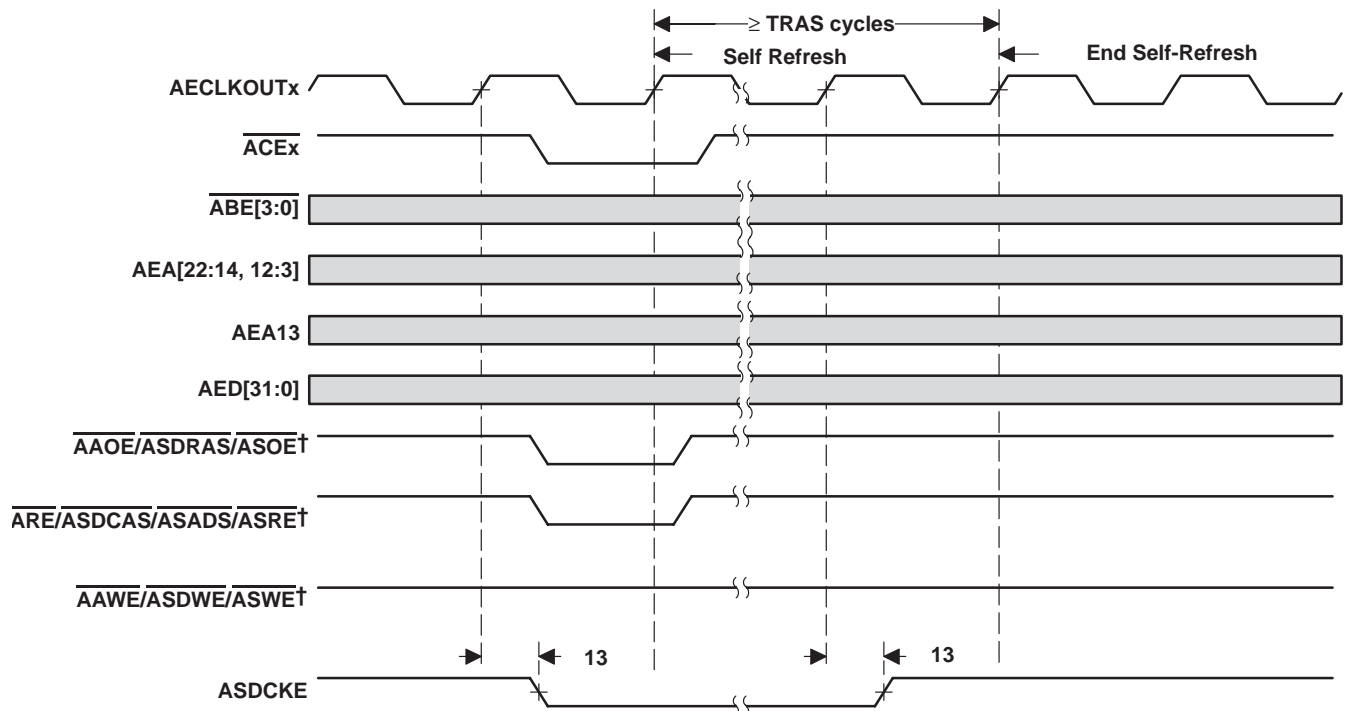 ≥ TRAS cycles
Self Refresh
End Self-Refresh
AECLKOUTx
ACEx
ABE[3:0]
AEA[22:14, 12:3]
AEA13
AED[31:0]
AAOE/ASDRAS/ASOE†
ARE/ASDCAS/ASADS/ASRE†
AAWE/ASDWE/ASWE†
13
13
ASDCKE